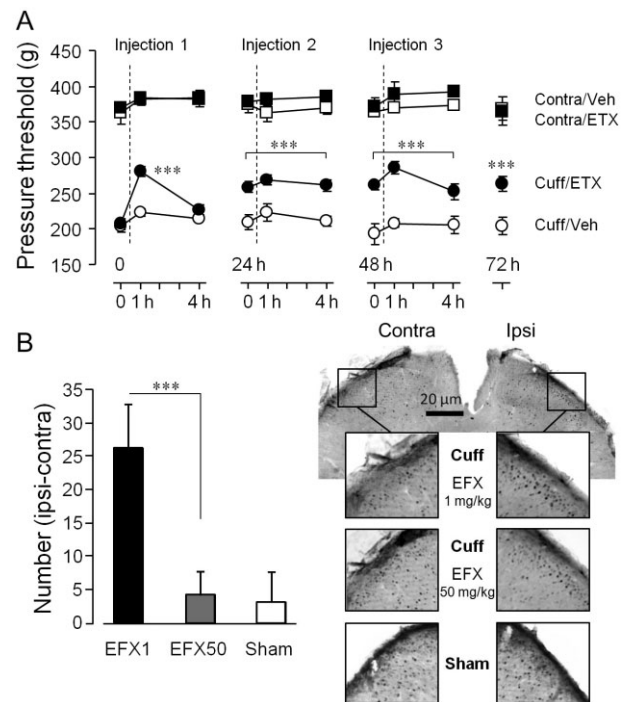 A
Injection 1
Injection 2
Injection 3
Pressure threshold (g)
450
400
350
300
250
200
150
***
***
***
***
Contra/Veh
Contra/ETX
Cuff/ETX
Cuff/Veh
0
24 h
48 h
72 h
0 1 h 4 h
0 1 h 4 h
0 1 h 4 h
B
Number (ipsi-contra)
35
30
25
20
15
10
5
0
***
EFX1
EFX50
Sham
Contra
Ipsi
20 µm
Cuff
EFX
1 mg/kg
Cuff
EFX
50 mg/kg
Sham